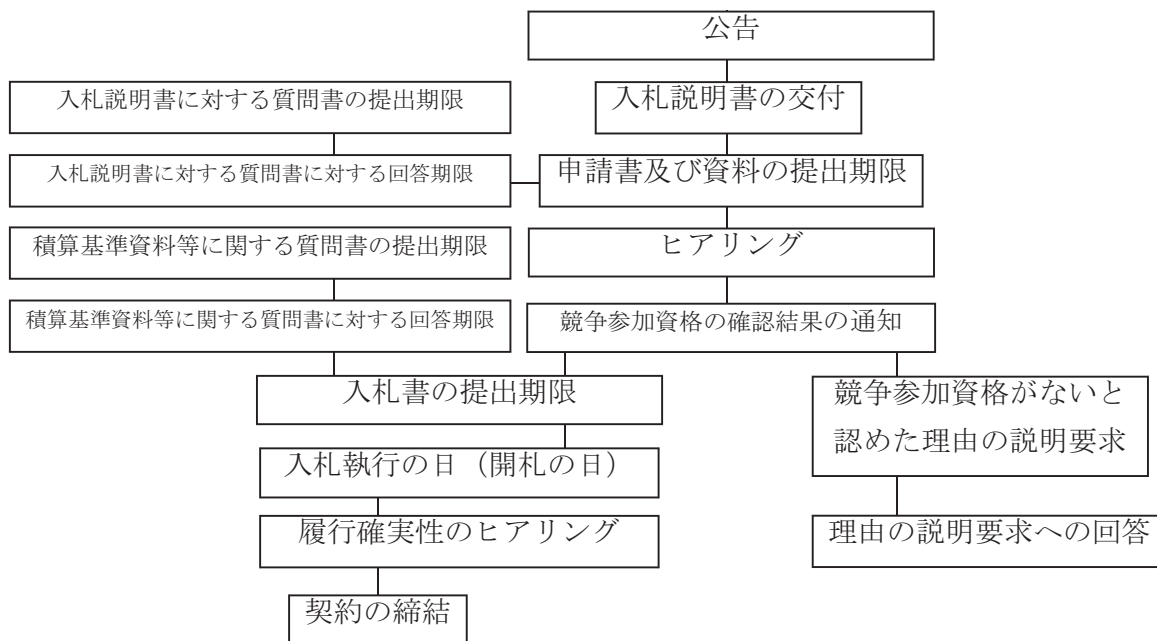 公告
入札説明書に対する質問書の提出期限
入札説明書の交付
入札説明書に対する質問書に対する回答期限
申請書及び資料の提出期限
積算基準資料等に関する質問書の提出期限
ヒアリング
積算基準資料等に関する質問書に対する回答期限
競争参加資格の確認結果の通知
入札書の提出期限
競争参加資格がないと
認めた理由の説明要求
入札執行の日（開札の日）
履行確実性のヒアリング
理由の説明要求への回答
契約の締結